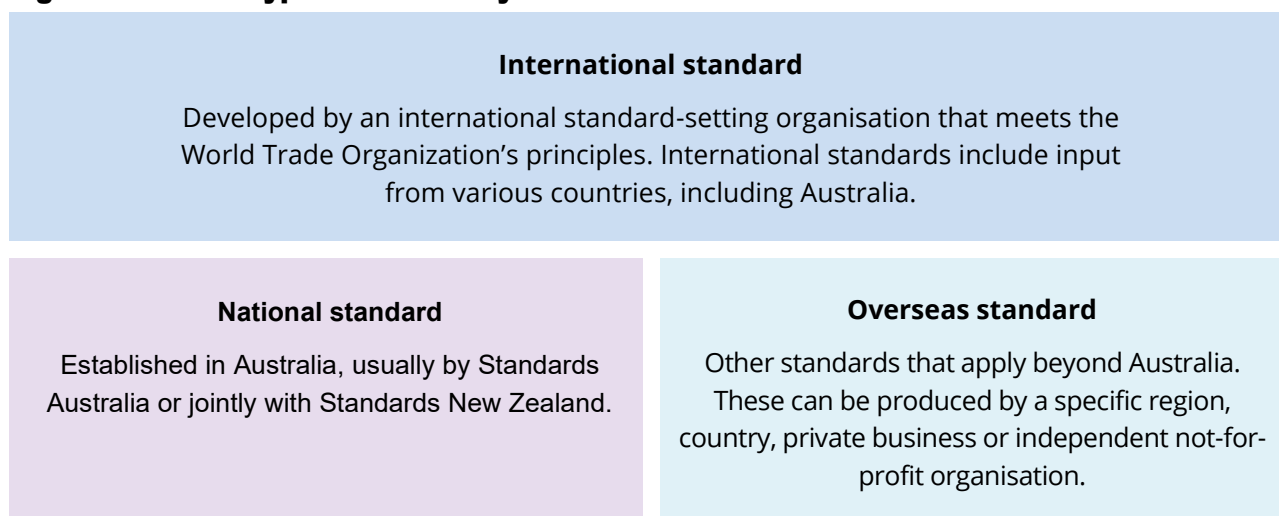 International standard
Developed by an international standard-setting organisation that meets the
World Trade Organization’s principles. International standards include input
from various countries, including Australia.
National standard
Established in Australia, usually by Standards
Australia or jointly with Standards New Zealand.
Overseas standard
Other standards that apply beyond Australia.
These can be produced by a specific region,
country, private business or independent not-for-
profit organisation.